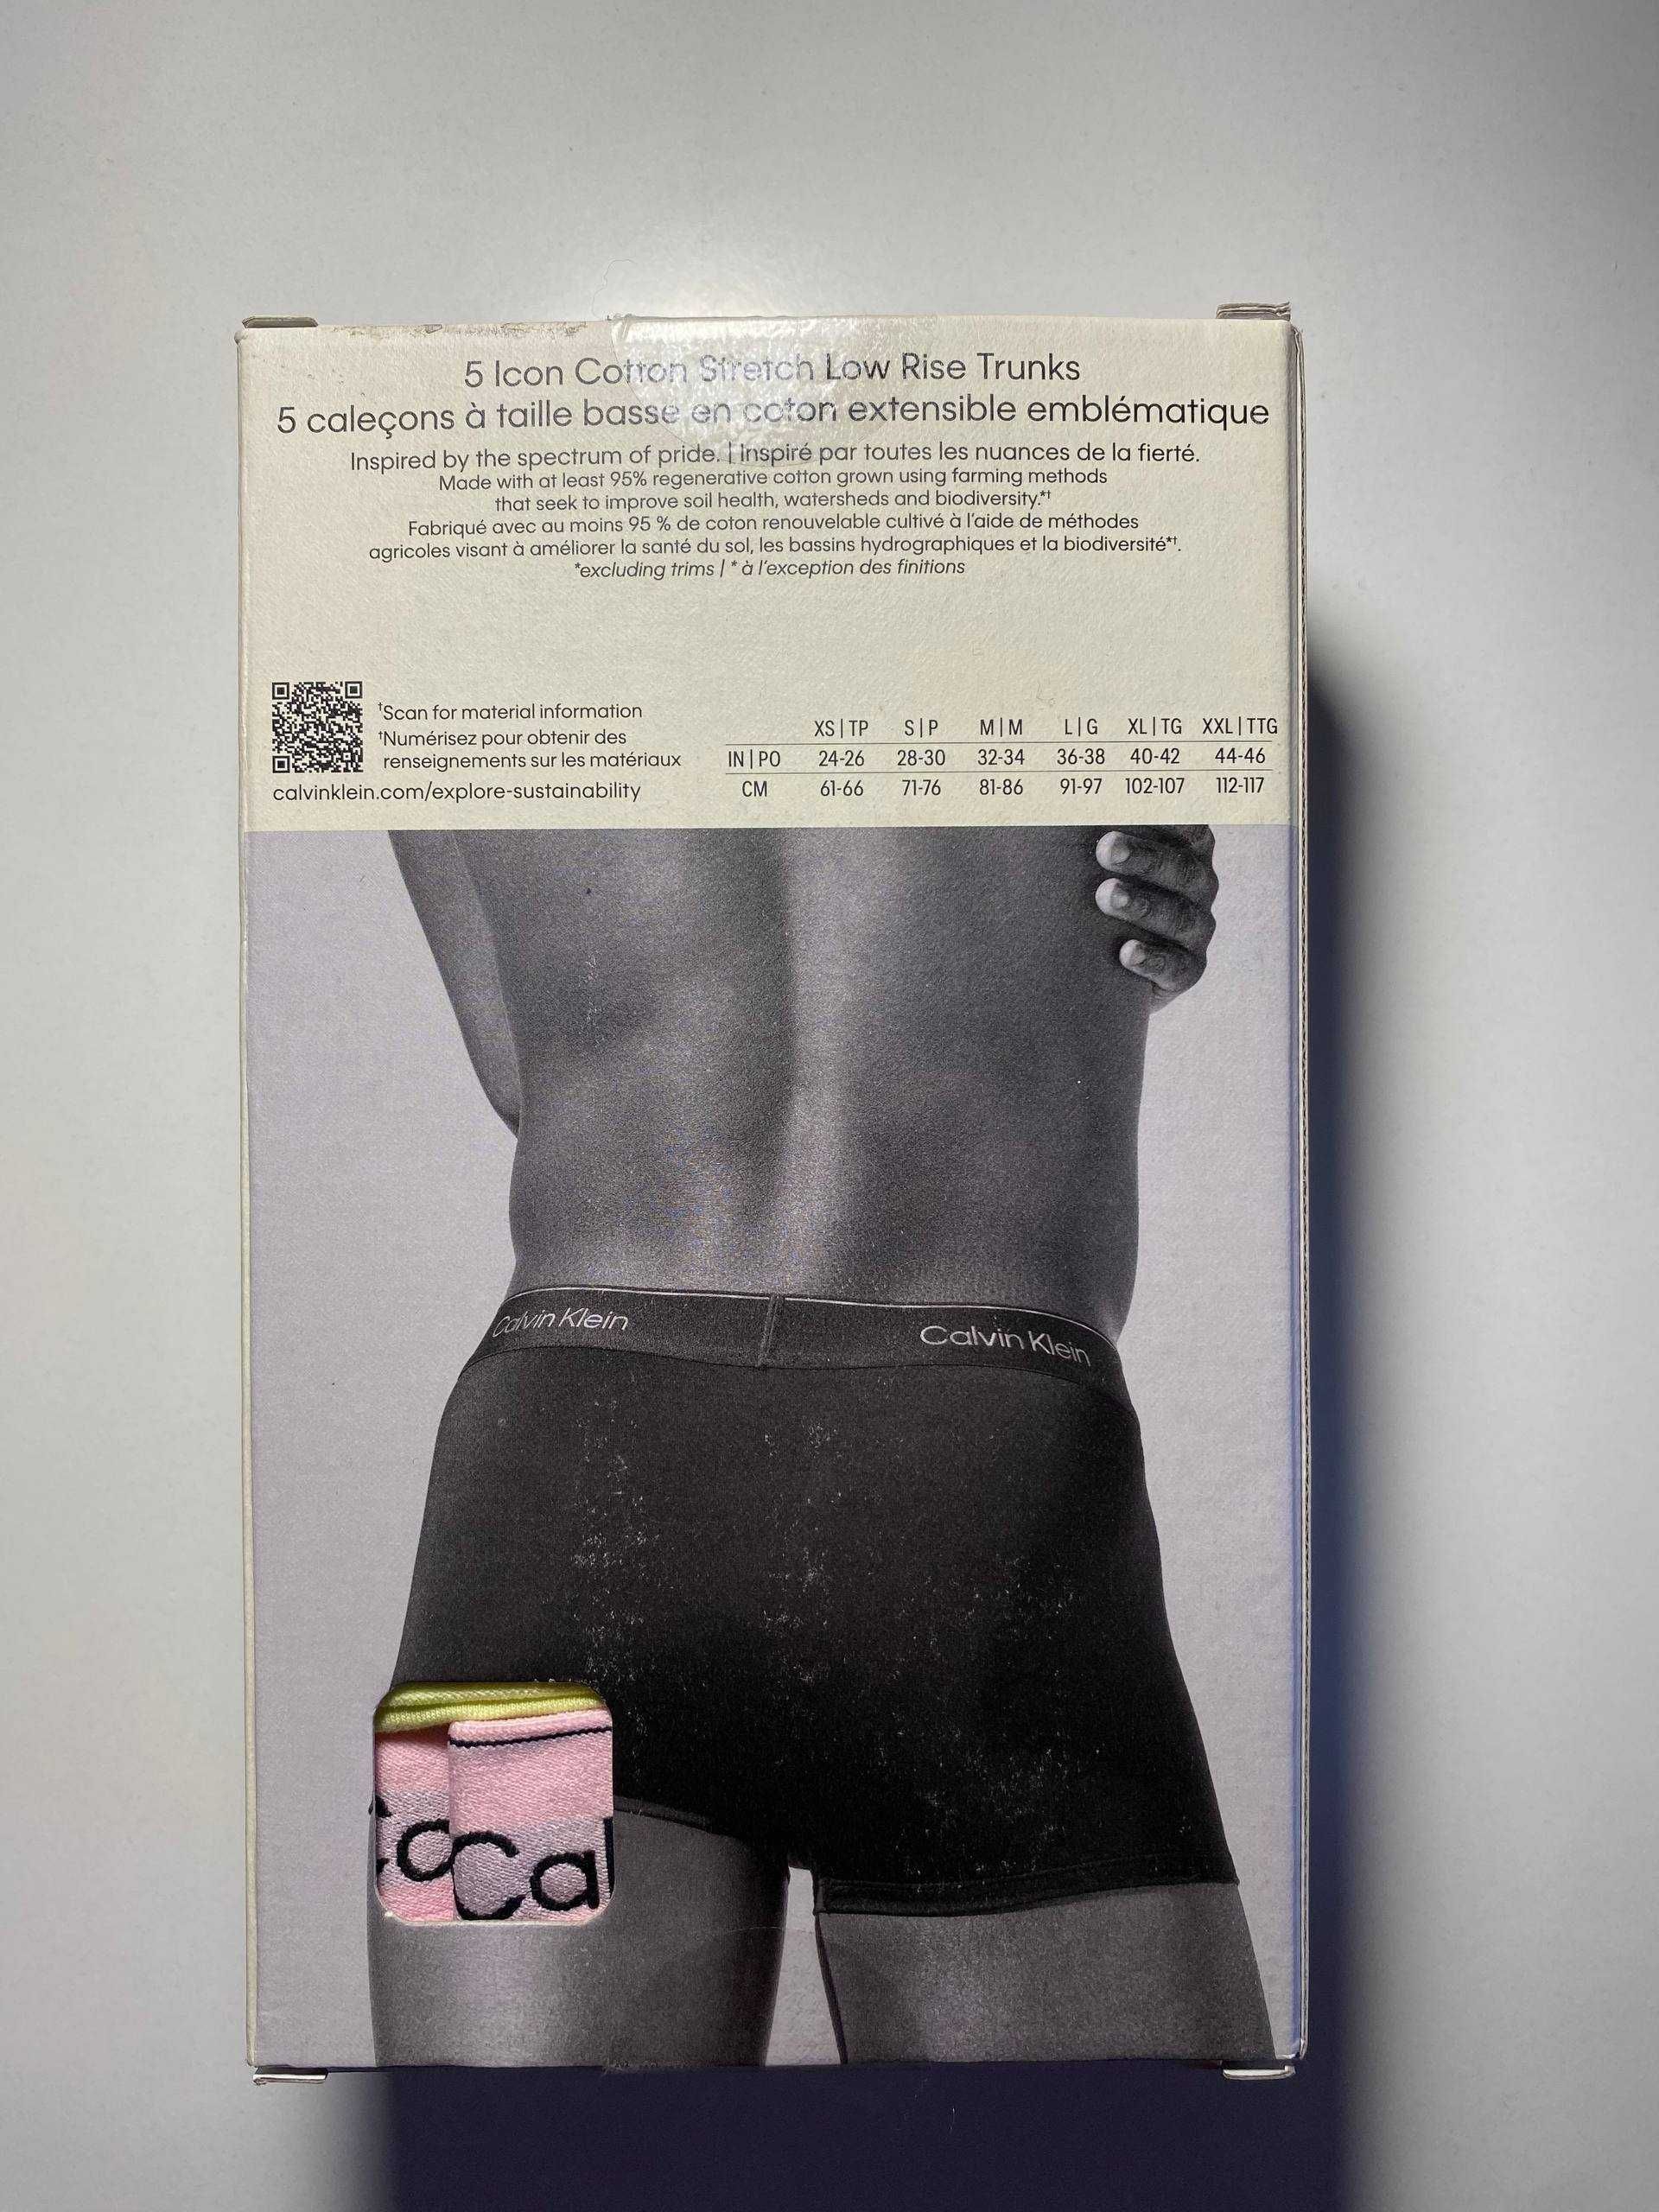 5 Icon Cotton Stretch Low Rise Trunks
5 caleçons à taille basse en coton extensible emblématique
Inspired by the spectrum of pride. | Inspiré par toutes les nuances de la fierté.
Made with at least 95% regenerative cotton grown using farming methods
that seek to improve soil health, watersheds and biodiversity.*†
Fabriqué avec au moins 95 % de coton renouvelable cultivé à l'aide de méthodes
agricoles visant à améliorer la santé du sol, les bassins hydrographiques et la biodiversité*†.
*excluding trims | * à l'exception des finitions
†Scan for material information
†Numérisez pour obtenir des
renseignements sur les matériaux
calvinklein.com/explore-sustainability
XS|TP S|P M|M L|G XL|TG XXL|TTG
IN|PO 24-26 28-30 32-34 36-38 40-42 44-46
CM 61-66 71-76 81-86 91-97 102-107 112-117
Calvin Klein
Calvin Klein
Ca
Cal